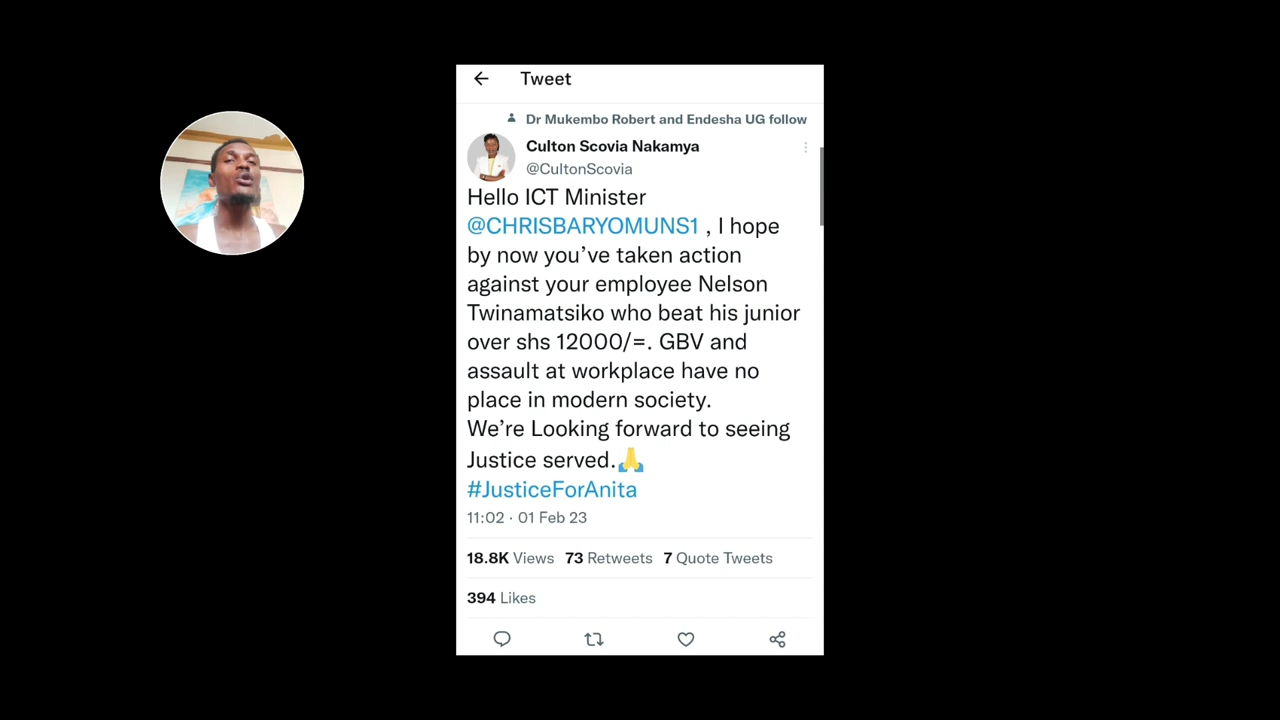 Tweet
Dr Mukembo Robert and Endesha UG follow
Culton Scovia Nakamya
@CultonScovia
Hello ICT Minister
@CHRISBARYOMUNS1 , I hope
by now you’ve taken action
against your employee Nelson
Twinamatsiko who beat his junior
over shs 12000/=. GBV and
assault at workplace have no
place in modern society.
We’re Looking forward to seeing
Justice served.🙏
#JusticeForAnita
11:02 · 01 Feb 23
18.8K Views 73 Retweets 7 Quote Tweets
394 Likes